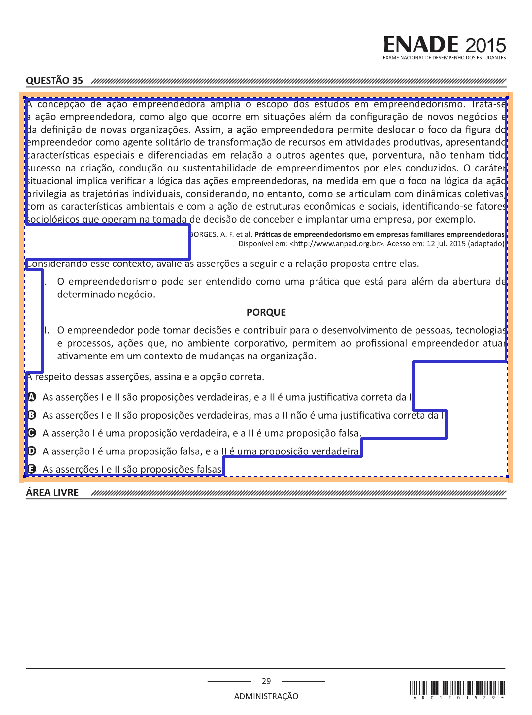 ENADE 2015
EXAME NACIONAL DE DESEMPENHO DOS ESTUDANTES
QUESTÃO 35
A concepção de ação empreendedora amplia o escopo dos estudos em empreendedorismo. Trata-se
a ação empreendedora, como algo que ocorre em situações além da configuração de novos negócios e
da definição de novas organizações. Assim, a ação empreendedora permite deslocar o foco da figura do
empreendedor como agente solitário de transformação de recursos em atividades produtivas, apresentando
características especiais e diferenciadas em relação a outros agentes que, porventura, não tenham tido
sucesso na criação, condução ou sustentabilidade de empreendimentos por eles conduzidos. O caráter
situacional implica verificar a lógica das ações empreendedoras, na medida em que o foco na lógica da ação
privilegia as trajetórias individuais, considerando, no entanto, como se articulam com dinâmicas coletivas,
com as características ambientais e com a ação de estruturas econômicas e sociais, identificando-se fatores
sociológicos que operam na tomada de decisão de conceber e implantar uma empresa, por exemplo.
BORGES, A. F. et al. Práticas de empreendedorismo em empresas familiares empreendedoras.
Disponível em: <http://www.anpad.org.br>. Acesso em: 12 jul. 2015 (adaptado).
Considerando esse contexto, avalie as asserções a seguir e a relação proposta entre elas.
I. O empreendedorismo pode ser entendido como uma prática que está para além da abertura de
determinado negócio.
PORQUE
II. O empreendedor pode tomar decisões e contribuir para o desenvolvimento de pessoas, tecnologias
e processos, ações que, no ambiente corporativo, permitem ao profissional empreendedor atuar
ativamente em um contexto de mudanças na organização.
A respeito dessas asserções, assinale a opção correta.
A As asserções I e II são proposições verdadeiras, e a II é uma justificativa correta da I.
B As asserções I e II são proposições verdadeiras, mas a II não é uma justificativa correta da I.
C A asserção I é uma proposição verdadeira, e a II é uma proposição falsa.
D A asserção I é uma proposição falsa, e a II é uma proposição verdadeira.
E As asserções I e II são proposições falsas.
ÁREA LIVRE
29
ADMINISTRAÇÃO